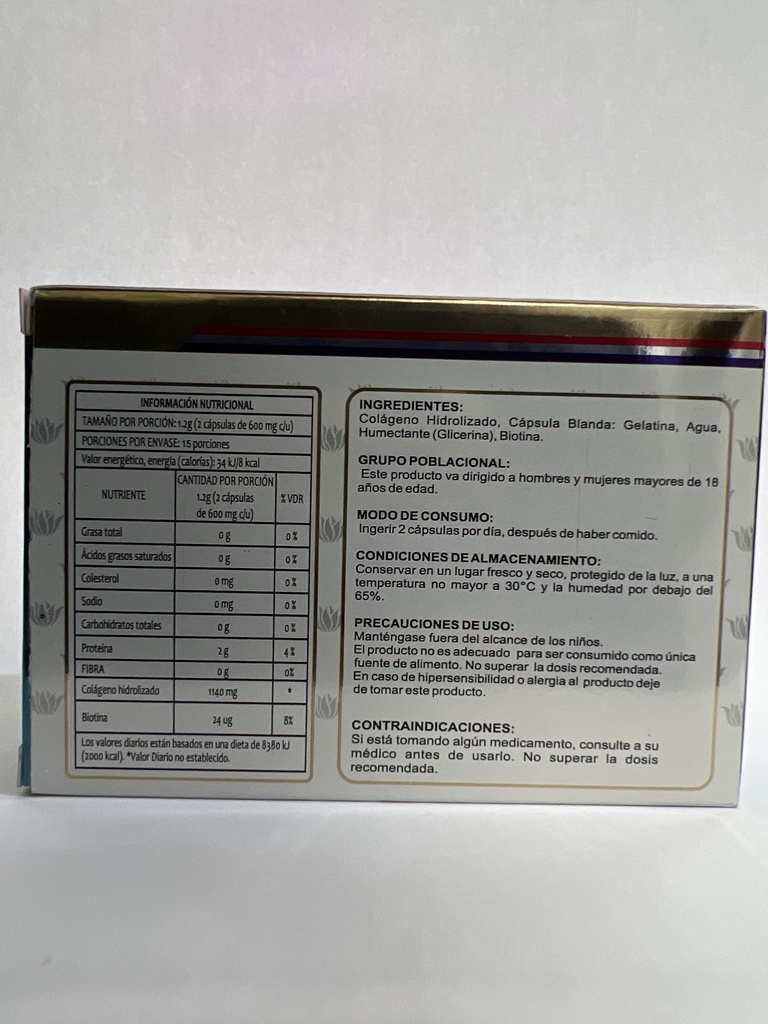 INFORMACIÓN NUTRICIONAL
TAMAÑO POR PORCIÓN: 1.2g (2 cápsulas de 600 mg c/u)
PORCIONES POR ENVASE: 15 porciones
Valor energético, energía (calorías): 34 kJ/8 kcal
NUTRIENTE
CANTIDAD POR PORCIÓN
1.2g (2 cápsulas
de 600 mg c/u)
% VDR
Grasa total 0 g 0%
Ácidos grasos saturados 0 g 0%
Colesterol 0 mg 0%
Sodio 0 mg 0%
Carbohidratos totales 0 g 0%
Proteína 2 g 4%
FIBRA 0 g 0%
Colágeno hidrolizado 1140 mg *
Biotina 24 ug 8%
Los valores diarios están basados en una dieta de 8380 kJ
(2000 kcal). *Valor Diario no establecido.
INGREDIENTES:
Colágeno Hidrolizado, Cápsula Blanda: Gelatina, Agua,
Humectante (Glicerina), Biotina.
GRUPO POBLACIONAL:
Este producto va dirigido a hombres y mujeres mayores de 18
años de edad.
MODO DE CONSUMO:
Ingerir 2 cápsulas por día, después de haber comido.
CONDICIONES DE ALMACENAMIENTO:
Conservar en un lugar fresco y seco, protegido de la luz, a una
temperatura no mayor a 30°C y la humedad por debajo del
65%.
PRECAUCIONES DE USO:
Manténgase fuera del alcance de los niños.
El producto no es adecuado para ser consumido como única
fuente de alimento. No superar la dosis recomendada.
En caso de hipersensibilidad o alergia al producto deje
de tomar este producto.
CONTRAINDICACIONES:
Si está tomando algún medicamento, consulte a su
médico antes de usarlo. No superar la dosis
recomendada.